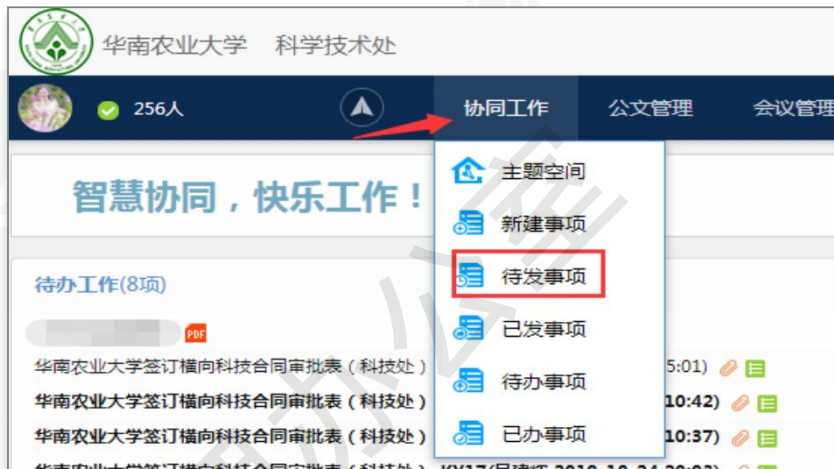 华南农业大学 科学技术处
256人
协同工作 公文管理 会议管理
智慧协同，快乐工作！
主题空间
新建事项
待发事项
已发事项
待办事项
已办事项
待办工作(8项)
PDF
华南农业大学签订横向科技合同审批表（科技处） 5:01)
华南农业大学签订横向科技合同审批表（科技处） 10:42)
华南农业大学签订横向科技合同审批表（科技处） 10:37)